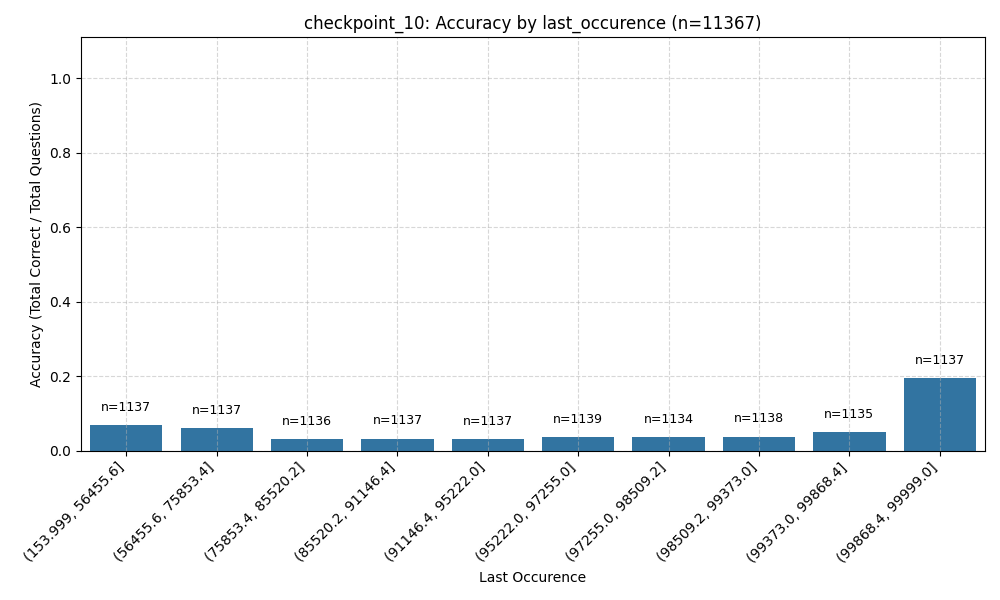 checkpoint_10: Accuracy by last_occurence (n=11367)
Accuracy (Total Correct / Total Questions)
1.0
0.8
0.6
0.4
0.2
0.0
n=1137
n=1137
n=1136
n=1137
n=1137
n=1139
n=1134
n=1138
n=1135
n=1137
(153.999, 56455.6]
(56455.6, 75853.4]
(75853.4, 85520.2]
(85520.2, 91146.4]
(91146.4, 95222.0]
(95222.0, 97255.0]
(97255.0, 98509.2]
(98509.2, 99373.0]
(99373.0, 99868.4]
(99868.4, 99999.0]
Last Occurence